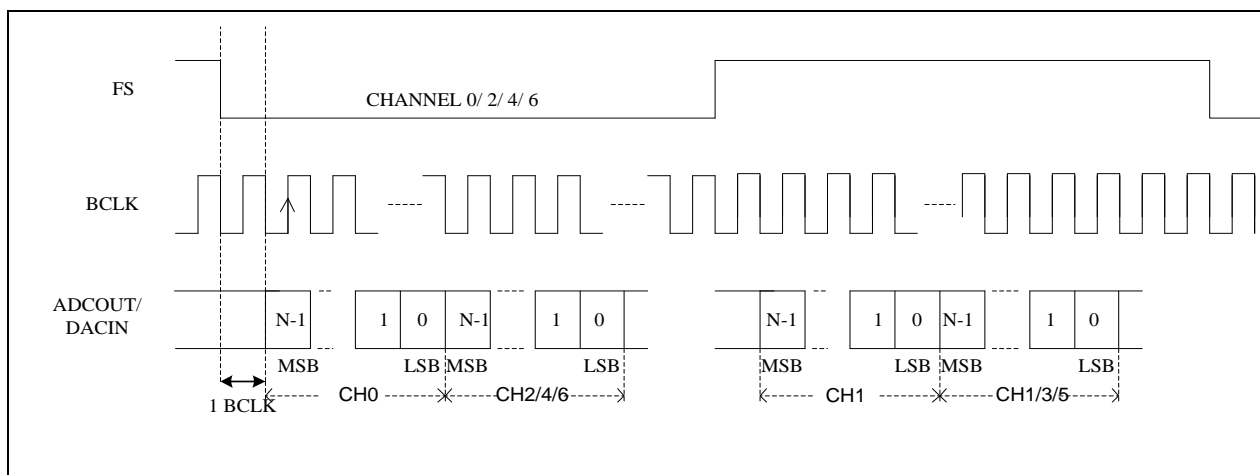 FS
CHANNEL 0/ 2/ 4/ 6
BCLK
ADCOUT/
DACIN
N-1 1 0 N-1 1 0 N-1 1 0 N-1 1 0
MSB LSB MSB LSB MSB LSB MSB LSB
CH0 CH2/4/6 CH1 CH1/3/5
1 BCLK